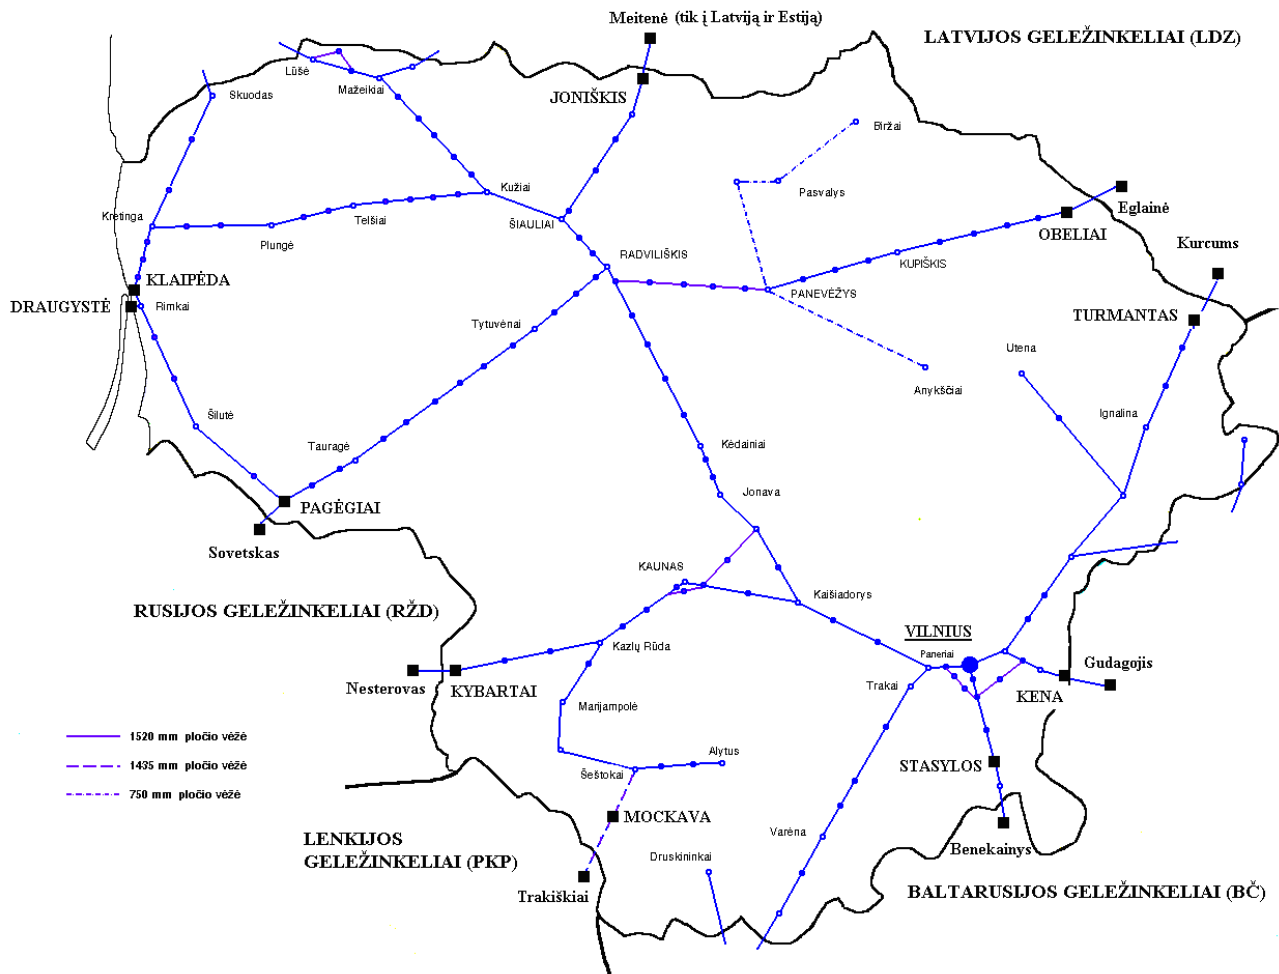 Meitenė (tik į Latviją ir Estiją)
LATVIJOS GELEŽINKELIAI (LDZ)
Lūšė
Mažeikiai
Skuodas
JONIŠKIS
Biržai
Kužiai
Pasvalys
Eglainė
Kretinga
Telšiai
ŠIAULIAI
OBELIAI
Plungė
Kurcums
RADVILIŠKIS
KUPIŠKIS
KLAIPĖDA
PANEVĖŽYS
DRAUGYSTĖ
Rimkai
TURMANTAS
Tytuvėnai
Utena
Anykščiai
Šilutė
Ignalina
Tauragė
Kėdainiai
Jonava
PAGĖGIAI
Sovetskas
KAUNAS
RUSIJOS GELEŽINKELIAI (RŽD)
Kaišiadorys
VILNIUS
Kazlų Rūda
Paneriai
Gudagojis
Nesterovas
KYBARTAI
Trakai
KENA
Marijampolė
1520 mm pločio vėžė
Alytus
1435 mm pločio vėžė
Šeštokai
STASYLOS
750 mm pločio vėžė
MOCKAVA
LENKIJOS
GELEŽINKELIAI (PKP)
Varėna
Druskininkai
Benekainys
Trakiškiai
BALTARUSIJOS GELEŽINKELIAI (BČ)